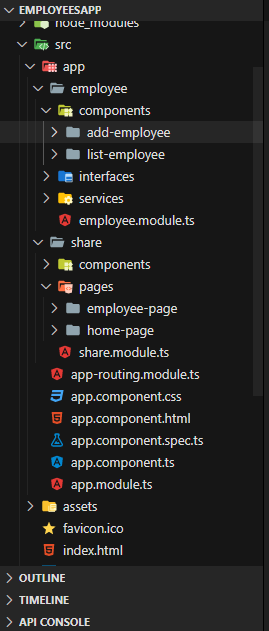 EMPLOYEESAPP
node_modules
src
app
employee
components
add-employee
list-employee
interfaces
services
employee.module.ts
share
components
pages
employee-page
home-page
share.module.ts
app-routing.module.ts
app.component.css
app.component.html
app.component.spec.ts
app.component.ts
app.module.ts
assets
favicon.ico
index.html
OUTLINE
TIMELINE
API CONSOLE